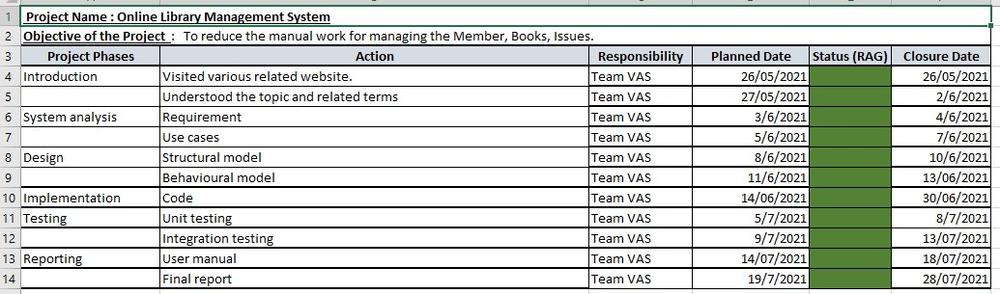 1 Project Name : Online Library Management System
2 Objective of the Project : To reduce the manual work for managing the Member, Books, Issues.
3 Project Phases Action Responsibility Planned Date Status (RAG) Closure Date
4 Introduction Visited various related website. Team VAS 26/05/2021 26/05/2021
5 Understood the topic and related terms Team VAS 27/05/2021 2/6/2021
6 System analysis Requirement Team VAS 3/6/2021 4/6/2021
7 Use cases Team VAS 5/6/2021 7/6/2021
8 Design Structural model Team VAS 8/6/2021 10/6/2021
9 Behavioural model Team VAS 11/6/2021 13/06/2021
10 Implementation Code Team VAS 14/06/2021 30/06/2021
11 Testing Unit testing Team VAS 5/7/2021 8/7/2021
12 Integration testing Team VAS 9/7/2021 13/07/2021
13 Reporting User manual Team VAS 14/07/2021 18/07/2021
14 Final report Team VAS 19/7/2021 28/07/2021